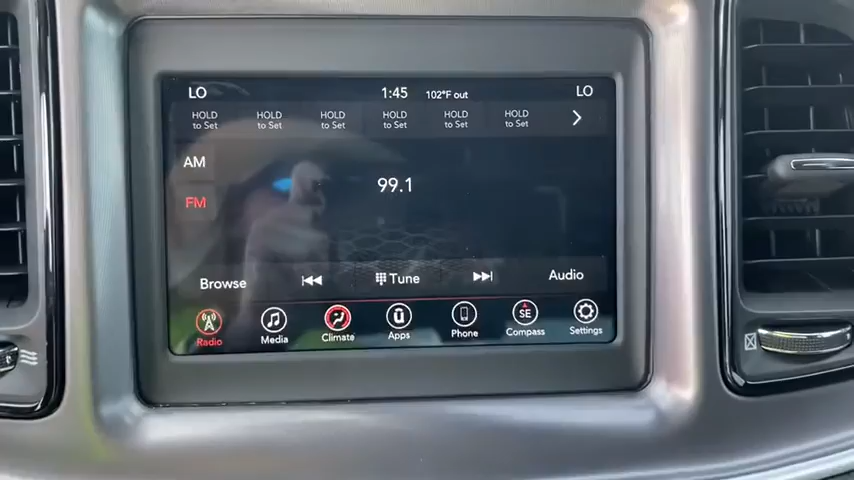 LO 1:45 102°F out LO
HOLD HOLD HOLD HOLD HOLD HOLD
to Set to Set to Set to Set to Set to Set
AM
99.1
FM
Browse Tune Audio
SE
Radio Media Climate Apps Phone Compass Settings